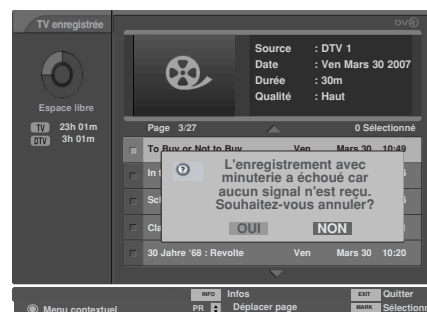 TV enregistrée
DVR
Source : DTV 1
Date : Ven Mars 30 2007
Durée : 30m
Qualité : Haut
Espace libre
TV 23h 01m
DTV 3h 01m
Page 3/27 0 Sélectionné
To Buy or Not to Buy Ven Mars 30 10:49
L'enregistrement avec
minuterie a échoué car
aucun signal n'est reçu.
Souhaitez-vous annuler?
OUI NON
30 Jahre '68 : Revolte Ven Mars 30 10:20
INFO Infos EXIT Quitter
Menu contextuel PR Déplacer page MARK